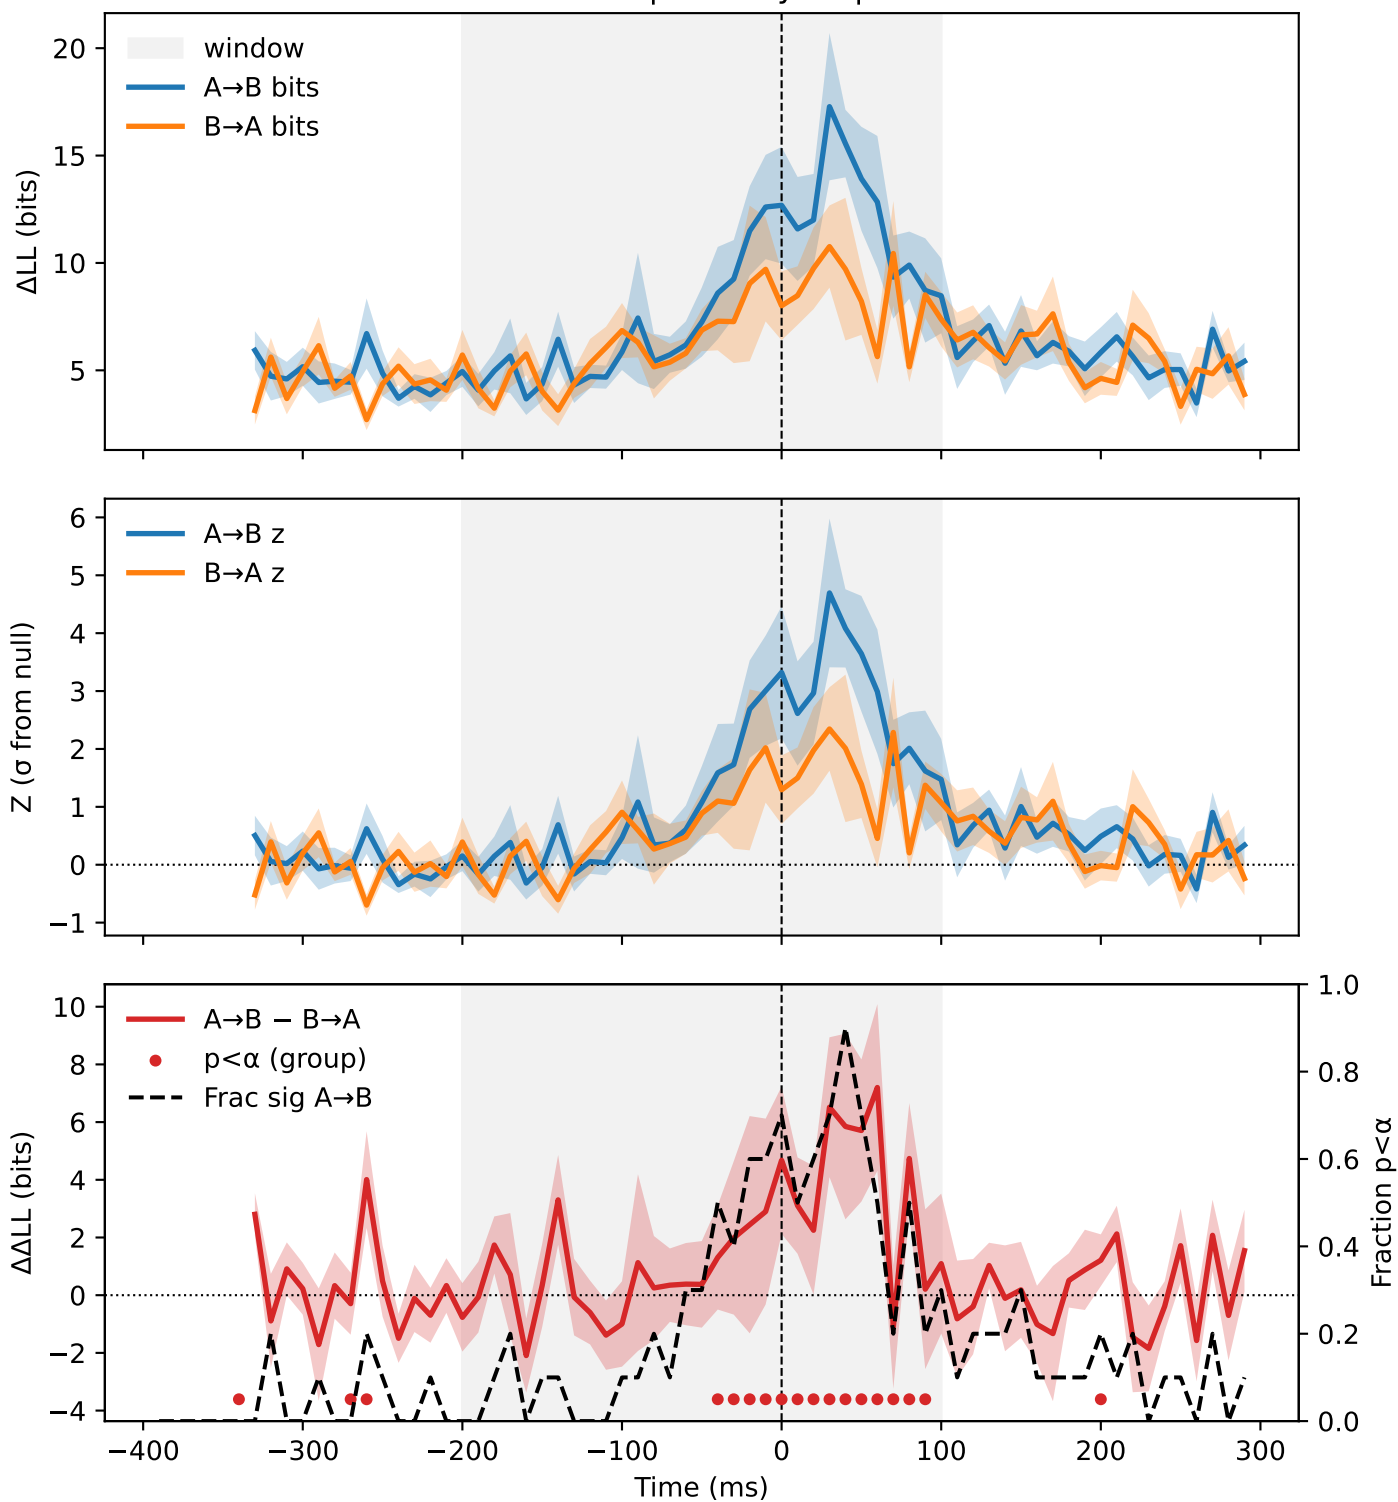 20
15
10
5
ΔLL (bits)
window
A→B bits
B→A bits
6
5
4
3
2
1
0
−1
Z (σ from null)
A→B z
B→A z
10
8
6
4
2
0
−2
−4
ΔΔLL (bits)
A→B − B→A
p<α (group)
Frac sig A→B
1.0
0.8
0.6
0.4
0.2
0.0
Fraction p<α
−400 −300 −200 −100 0 100 200 300
Time (ms)